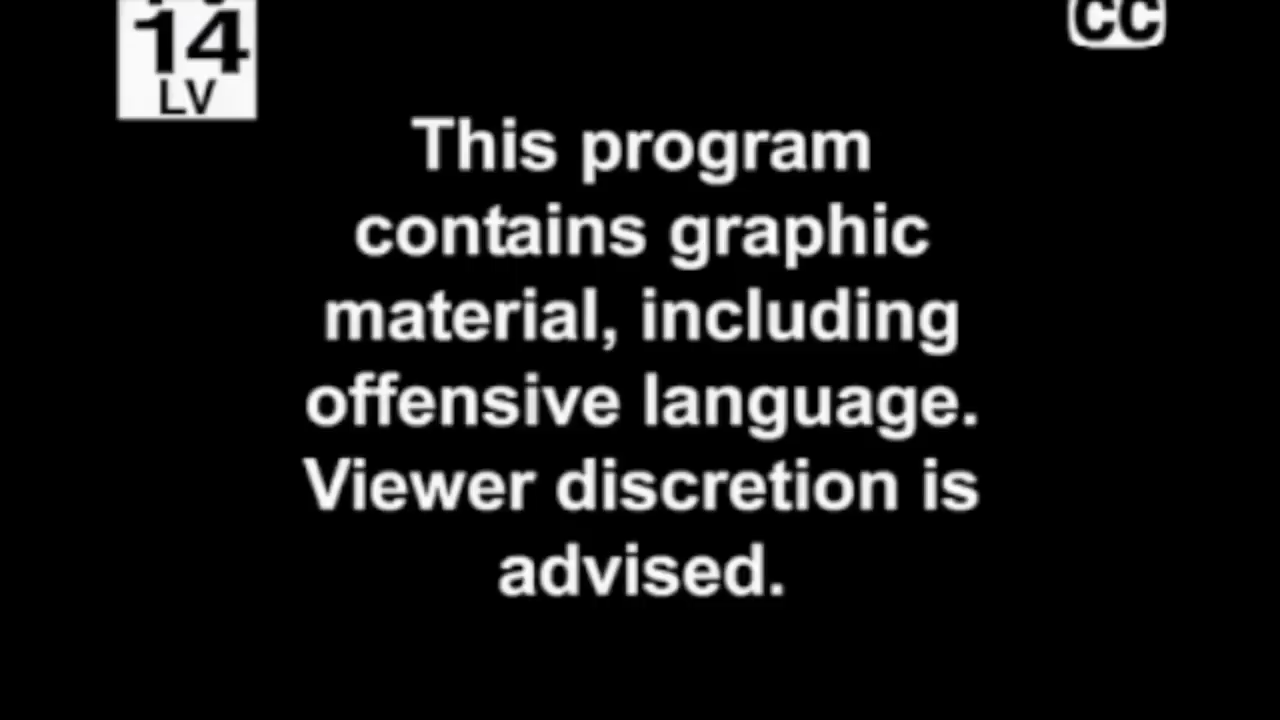 14
LV
CC
This program
contains graphic
material, including
offensive language.
Viewer discretion is
advised.